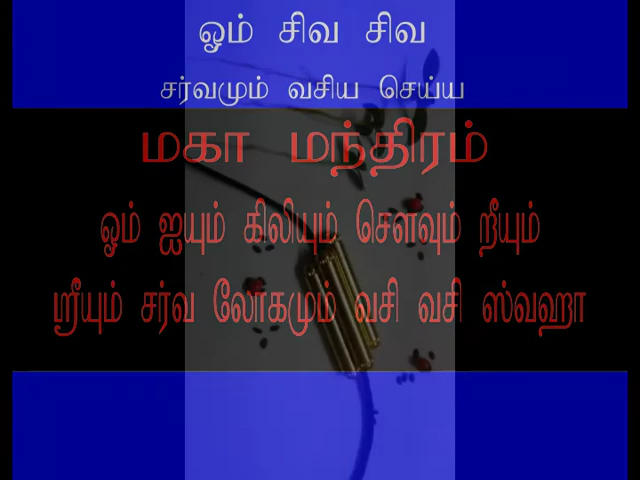 ஓம் சிவ சிவ
சர்வமும் வசிய செய்ய
மகா மந்திரம்
ஓம் ஐயும் கிலியும் சௌவும் றீயும்
ஸ்ரீயும் சர்வ லோகமும் வசி வசி ஸ்வஹா